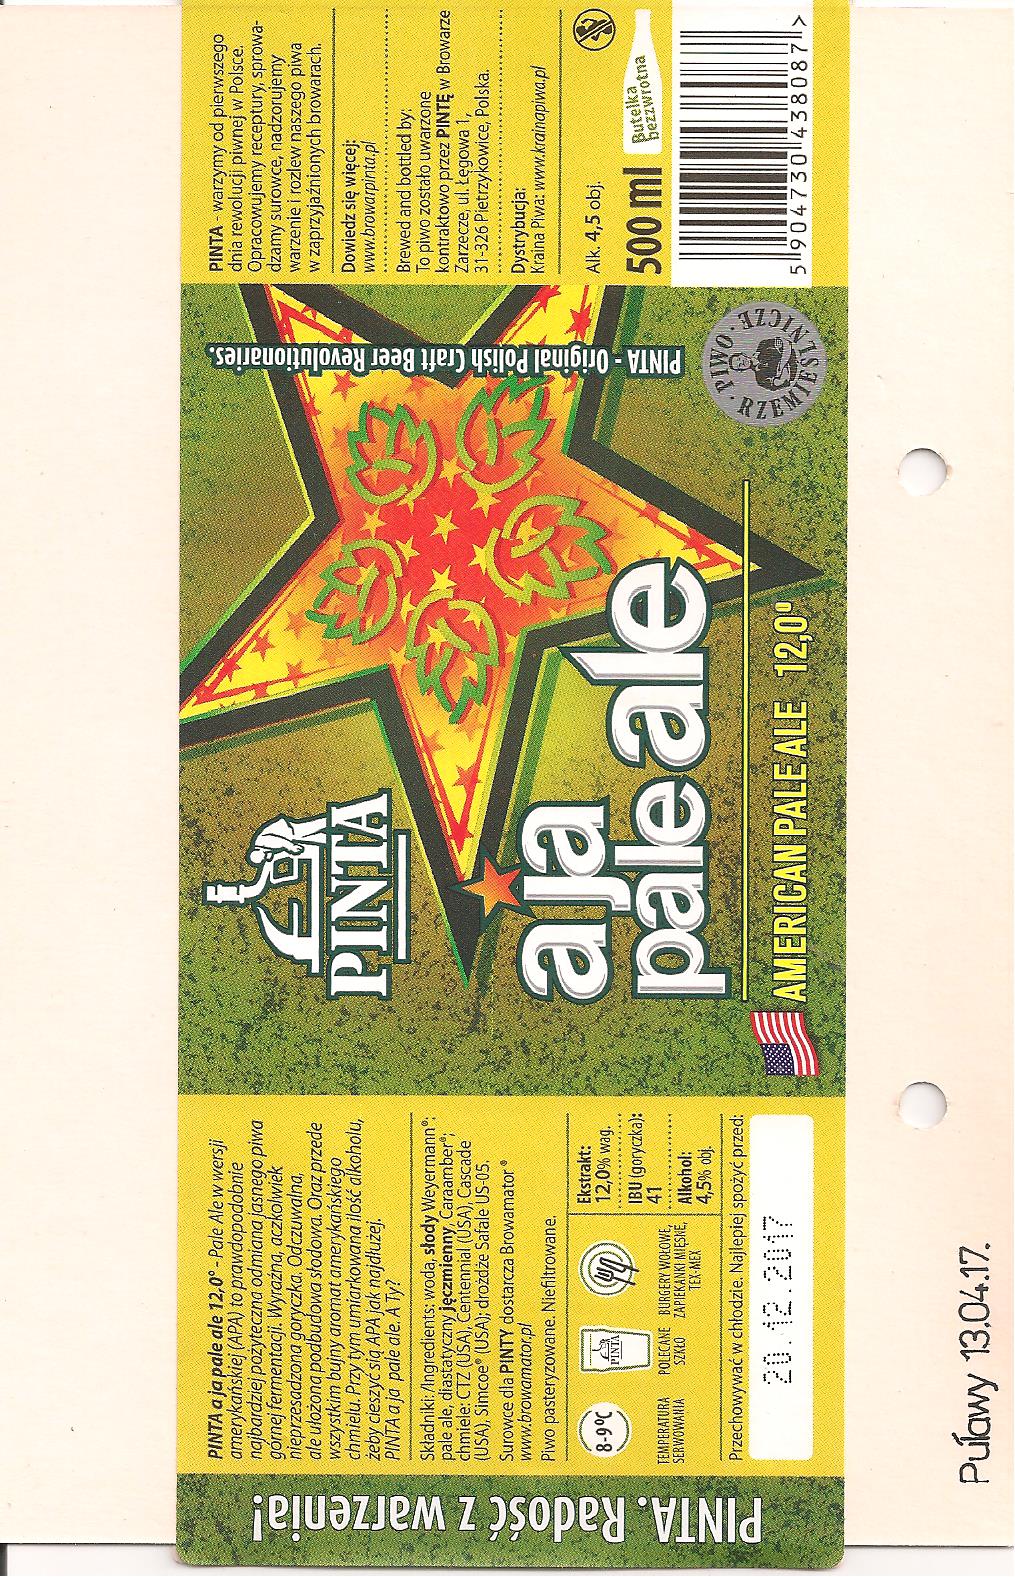 PINTA. Radość z warzenia!
PINTA a ja pale ale 12,0° - Pale Ale w wersji
amerykańskiej (APA) to prawdopodobnie
najbardziej pożyteczna odmiana jasnego piwa
górnej fermentacji. Wyraźna, aczkolwiek
nieprzesadzona goryczka. Odczuwalna,
ale ułożona podbudowa słodowa. Oraz przede
wszystkim bujny aromat amerykańskiego
chmielu. Przy tym umiarkowana ilość alkoholu,
żeby cieszyć się APA jak najdłużej.
PINTA a ja pale ale. A Ty?
Składniki: /Ingredients: woda, słody Weyermann®:
pale ale, diastatyczny jęczmienny, Caraamber®;
chmiele: CTZ (USA), Centennial (USA), Cascade
(USA), Simcoe® (USA); drożdże Safale US-05.
Surowce dla PINTY dostarcza Browamator®
www.browamator.pl
Piwo pasteryzowane. Niefiltrowane.
8-9°C
TEMPERATURA
SERWOWANIA
PINTA
POLECANE
SZKŁO
BURGERY WOŁOWE,
ZAPIEKANKI MIĘSNE,
TEX-MEX
Ekstrakt:
12,0% wag.
IBU (goryczka):
41
Alkohol:
4,5% obj.
Przechowywać w chłodzie. Najlepiej spożyć przed:
20.12.2017
PINTA
a ja
pale ale
AMERICAN PALE ALE 12,0°
PINTA - Original Polish Craft Beer Revolutionaries.
· PIWO · RZEMIEŚLNICZE
PINTA - warzymy od pierwszego
dnia rewolucji piwnej w Polsce.
Opracowujemy receptury, sprowa-
dzamy surowce, nadzorujemy
warzenie i rozlew naszego piwa
w zaprzyjaźnionych browarach.
Dowiedz się więcej:
www.browarpinta.pl
Brewed and bottled by:
To piwo zostało uwarzone
kontraktowo przez PINTĘ w Browarze
Zarzecze, ul. Łęgowa 1,
31-326 Pietrzykowice, Polska.
Dystrybucja:
Kraina Piwa: www.krainapiwa.pl
Alk. 4,5 obj.
500 ml
Butelka
bezzwrotna
5 904730 438087 >
Puławy 13.04.17.